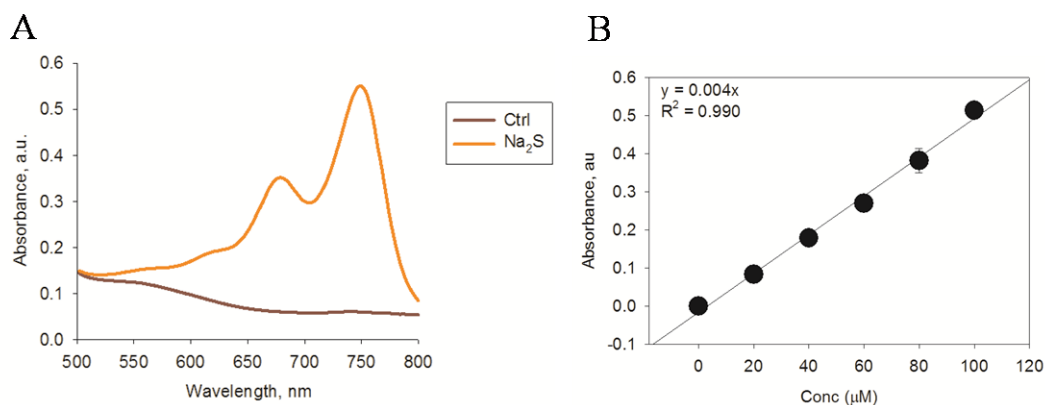 A
Absorbance, a.u.
0.6
0.5
0.4
0.3
0.2
0.1
0.0
500 550 600 650 700 750 800
Wavelength, nm
Ctrl
Na₂S
B
Absorbance, au
0.6
0.5
0.4
0.3
0.2
0.1
0.0
-0.1
y = 0.004x
R² = 0.990
0 20 40 60 80 100 120
Conc (μM)